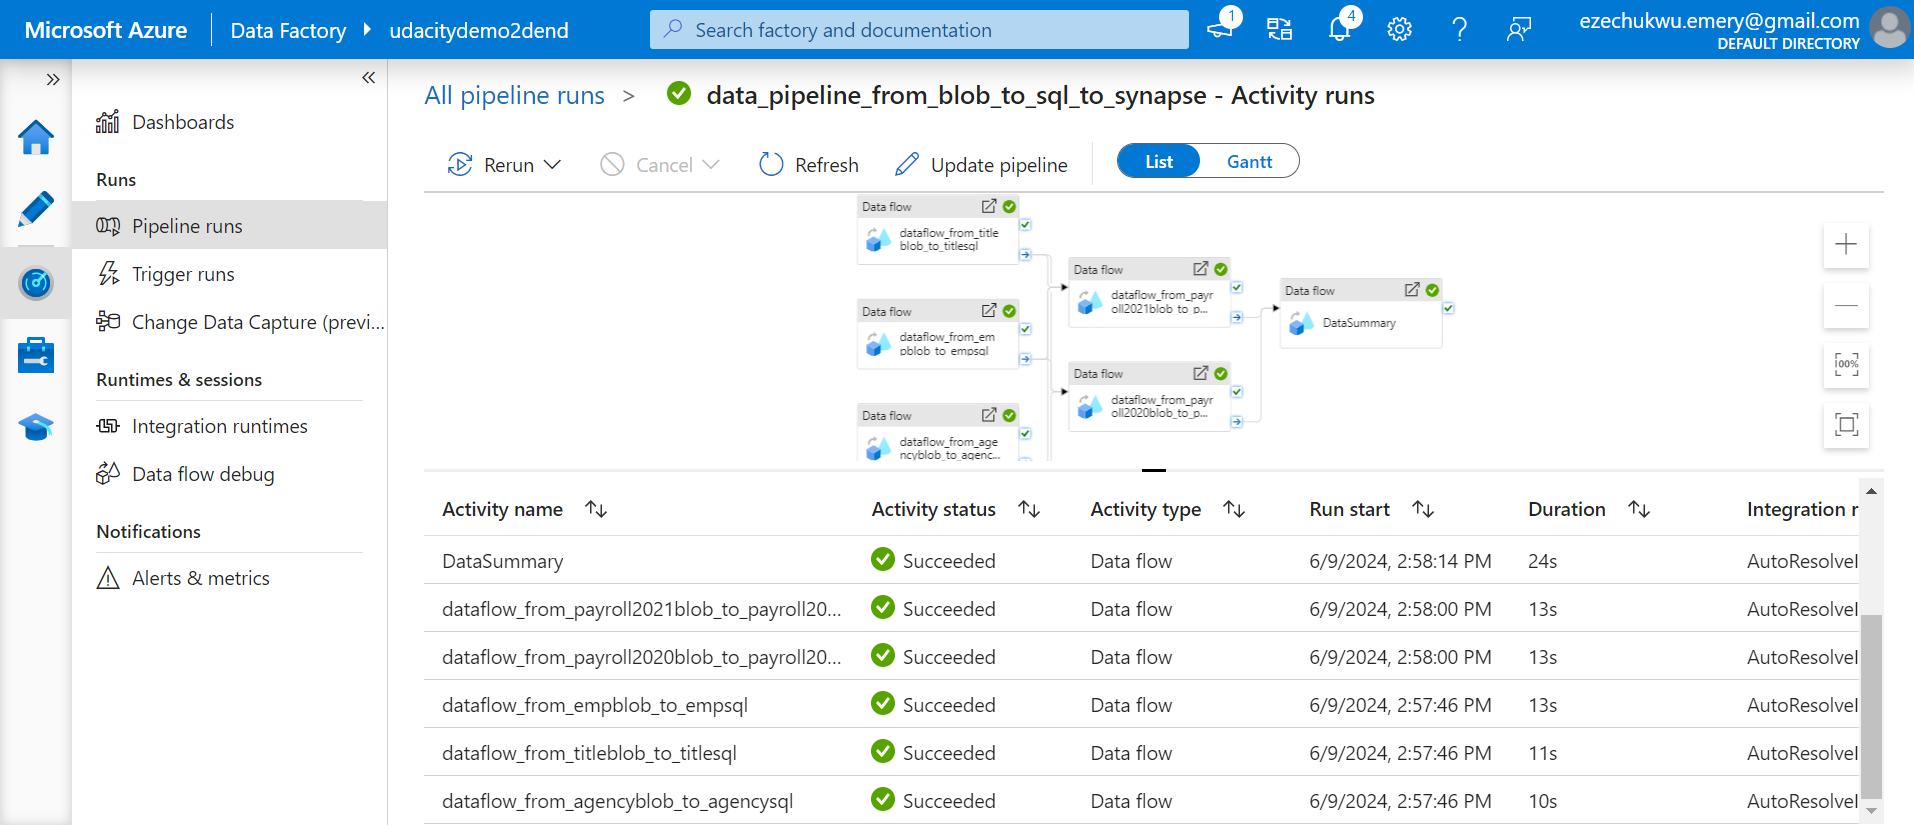 Microsoft Azure
Data Factory
udacitydemo2dend
Search factory and documentation
1
4
ezechukwu.emery@gmail.com
DEFAULT DIRECTORY
Dashboards
Runs
Pipeline runs
Trigger runs
Change Data Capture (previ...
Runtimes & sessions
Integration runtimes
Data flow debug
Notifications
Alerts & metrics
All pipeline runs > data_pipeline_from_blob_to_sql_to_synapse - Activity runs
Rerun
Cancel
Refresh
Update pipeline
List
Gantt
Data flow
dataflow_from_title
blob_to_titlesql
Data flow
dataflow_from_em
pblob_to_empsql
Data flow
dataflow_from_age
ncyblob_to_agenc...
Data flow
dataflow_from_payr
oll2021blob_to_p...
Data flow
dataflow_from_payr
oll2020blob_to_p...
Data flow
DataSummary
100%
Activity name Activity status Activity type Run start Duration Integration r
DataSummary Succeeded Data flow 6/9/2024, 2:58:14 PM 24s AutoResolveI
dataflow_from_payroll2021blob_to_payroll20... Succeeded Data flow 6/9/2024, 2:58:00 PM 13s AutoResolveI
dataflow_from_payroll2020blob_to_payroll20... Succeeded Data flow 6/9/2024, 2:58:00 PM 13s AutoResolveI
dataflow_from_empblob_to_empsql Succeeded Data flow 6/9/2024, 2:57:46 PM 13s AutoResolveI
dataflow_from_titleblob_to_titlesql Succeeded Data flow 6/9/2024, 2:57:46 PM 11s AutoResolveI
dataflow_from_agencyblob_to_agencysql Succeeded Data flow 6/9/2024, 2:57:46 PM 10s AutoResolveI